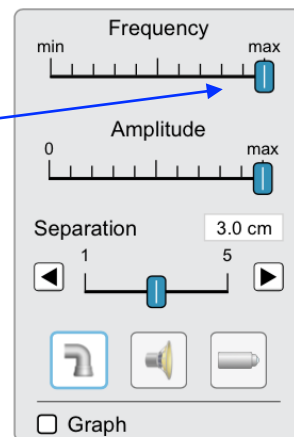 Frequency
min max
Amplitude
0 max
Separation 3.0 cm
1 5
Graph